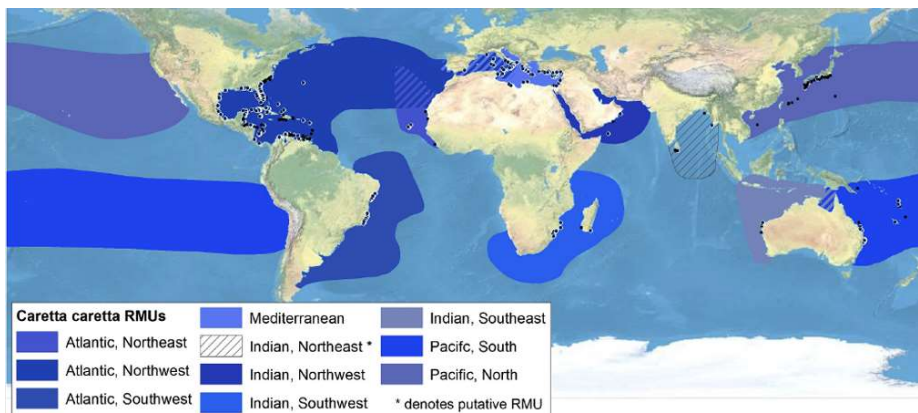 Caretta caretta RMUs
Atlantic, Northeast
Atlantic, Northwest
Atlantic, Southwest
Mediterranean
Indian, Northeast *
Indian, Northwest
Indian, Southwest
Indian, Southeast
Pacifc, South
Pacific, North
* denotes putative RMU